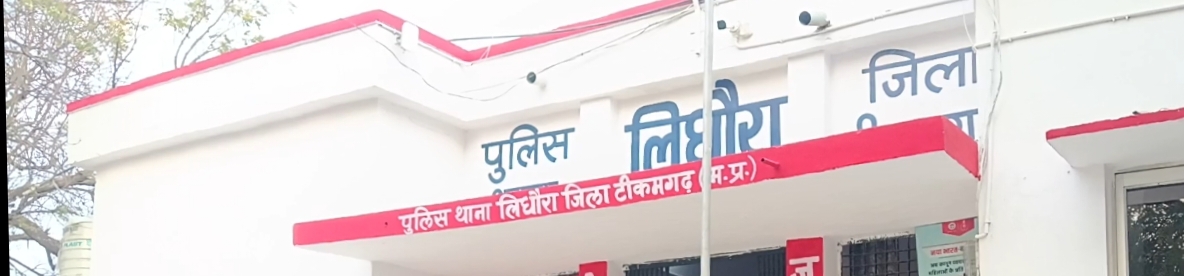 पुलिस लिधौरा जिला
पुलिस थाना लिधौरा जिला टीकमगढ़ (म.प्र.)